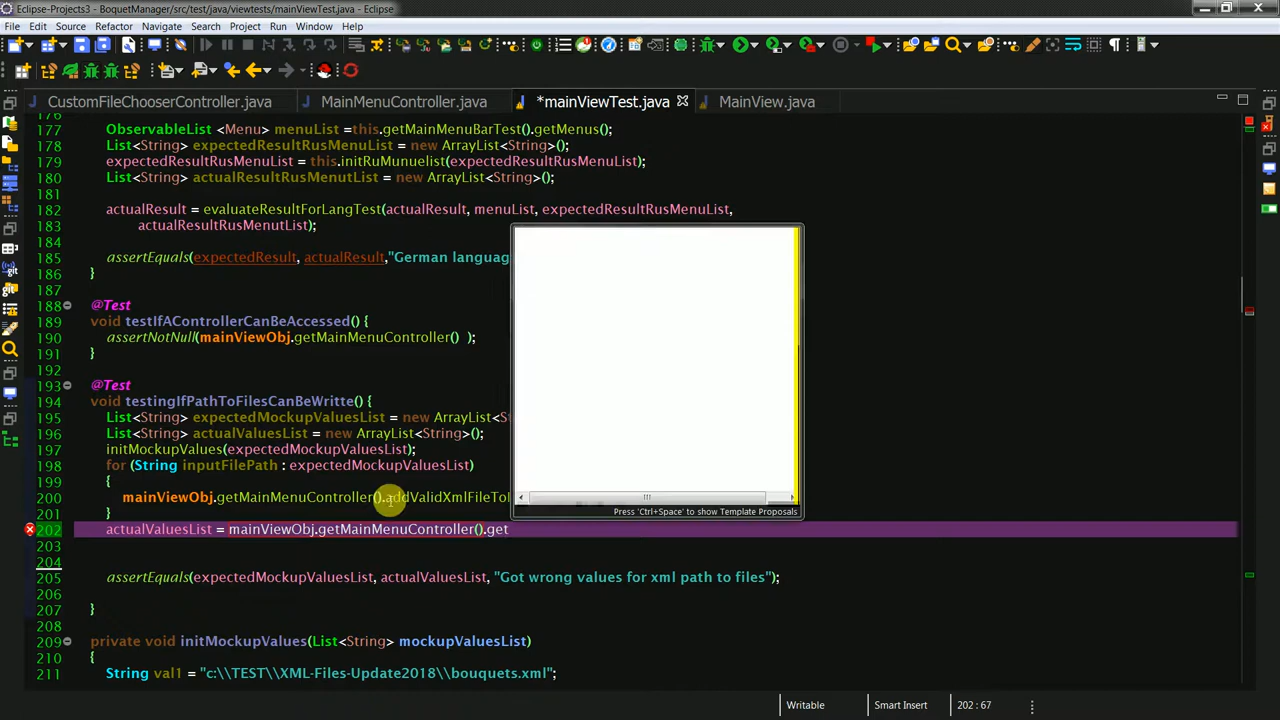 Eclipse-Projects3 - BoquetManager/src/test/java/viewtests/mainViewTest.java - Eclipse
File Edit Source Refactor Navigate Search Project Run Window Help
CustomFileChooserController.java MainMenuController.java *mainViewTest.java MainView.java
176
177 ObservableList <Menu> menuList =this.getMainMenuBarTest().getMenus();
178 List<String> expectedResultRusMenuList = new ArrayList<String>();
179 expectedResultRusMenuList = this.initRuMunuelist(expectedResultRusMenuList);
180 List<String> actualResultRusMenutList = new ArrayList<String>();
181
182 actualResult = evaluateResultForLangTest(actualResult, menuList, expectedResultRusMenuList,
183 actualResultRusMenutList);
184
185 assertEquals(expectedResult, actualResult,"German languag
186 }
187
188 @Test
189 void testIfAControllerCanBeAccessed() {
190 assertNotNull(mainViewObj.getMainMenuController() );
191 }
192
193 @Test
194 void testingIfPathToFilesCanBeWritte() {
195 List<String> expectedMockupValuesList = new ArrayList<S
196 List<String> actualValuesList = new ArrayList<String>();
197 initMockupValues(expectedMockupValuesList);
198 for (String inputFilePath : expectedMockupValuesList)
199 {
200 mainViewObj.getMainMenuController().addValidXmlFileTo
201 }
202 actualValuesList = mainViewObj.getMainMenuController().get
203
204
205 assertEquals(expectedMockupValuesList, actualValuesList, "Got wrong values for xml path to files");
206
207 }
208
209 private void initMockupValues(List<String> mockupValuesList)
210 {
211 String val1 = "c:\\TEST\\XML-Files-Update2018\\bouquets.xml";
Press 'Ctrl+Space' to show Template Proposals
Writable Smart Insert 202 : 67